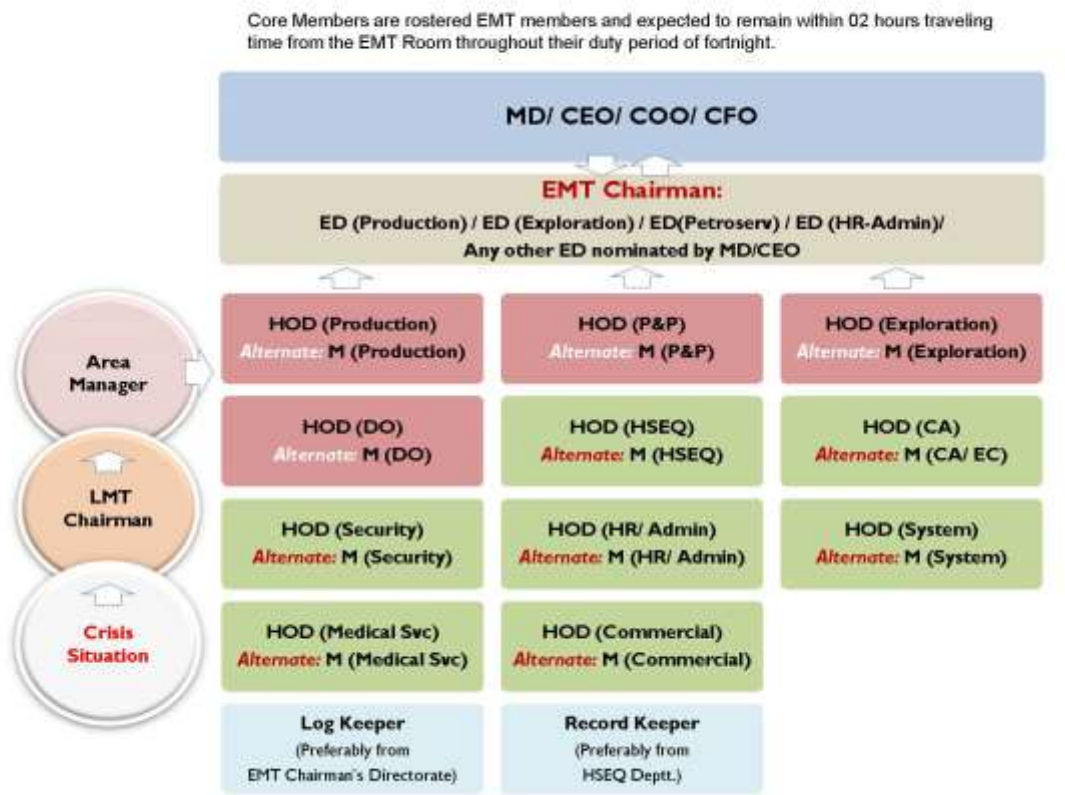 Core Members are rostered EMT members and expected to remain within 02 hours traveling
time from the EMT Room throughout their duty period of fortnight.
MD/ CEO/ COO/ CFO
EMT Chairman:
ED (Production) / ED (Exploration) / ED(Petroserv) / ED (HR-Admin)/
Any other ED nominated by MD/CEO
Area
Manager
LMT
Chairman
Crisis
Situation
HOD (Production)
Alternate: M (Production)
HOD (P&P)
Alternate: M (P&P)
HOD (Exploration)
Alternate: M (Exploration)
HOD (DO)
Alternate: M (DO)
HOD (HSEQ)
Alternate: M (HSEQ)
HOD (CA)
Alternate: M (CA/ EC)
HOD (Security)
Alternate: M (Security)
HOD (HR/ Admin)
Alternate: M (HR/ Admin)
HOD (System)
Alternate: M (System)
HOD (Medical Svc)
Alternate: M (Medical Svc)
HOD (Commercial)
Alternate: M (Commercial)
Log Keeper
(Preferably from
EMT Chairman's Directorate)
Record Keeper
(Preferably from
HSEQ Deptt.)